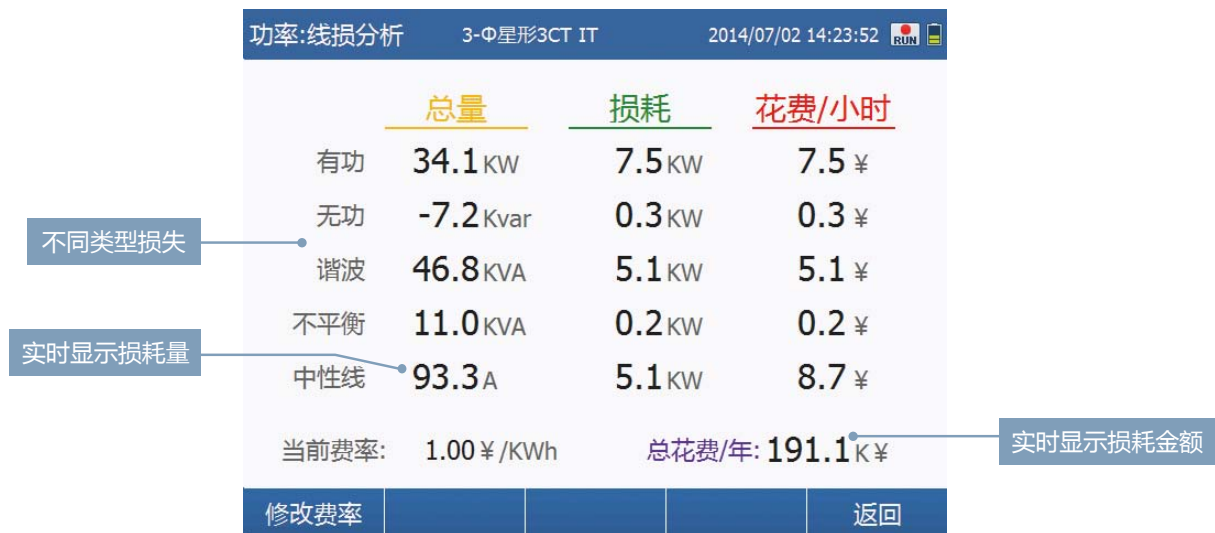 功率:线损分析 3-Φ星形3CT IT 2014/07/02 14:23:52 RUN
总量 损耗 花费/小时
有功 34.1KW 7.5KW 7.5¥
无功 -7.2Kvar 0.3KW 0.3¥
不同类型损失
谐波 46.8KVA 5.1KW 5.1¥
不平衡 11.0KVA 0.2KW 0.2¥
实时显示损耗量
中性线 93.3A 5.1KW 8.7¥
当前费率: 1.00¥/KWh 总花费/年: 191.1K¥
实时显示损耗金额
修改费率 返回